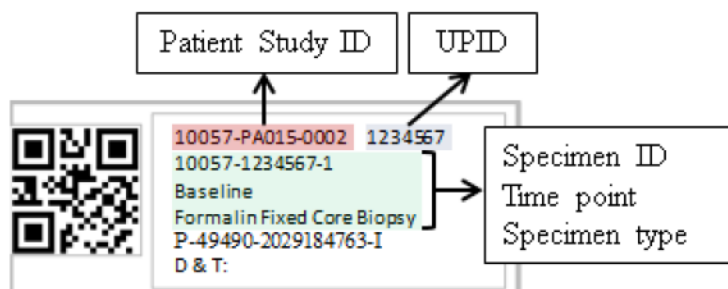 Patient Study ID
UPID
10057-PA015-0002 1234567
10057-1234567-1
Baseline
Formalin Fixed Core Biopsy
P-49490-2029184763-I
D & T:
Specimen ID
Time point
Specimen type